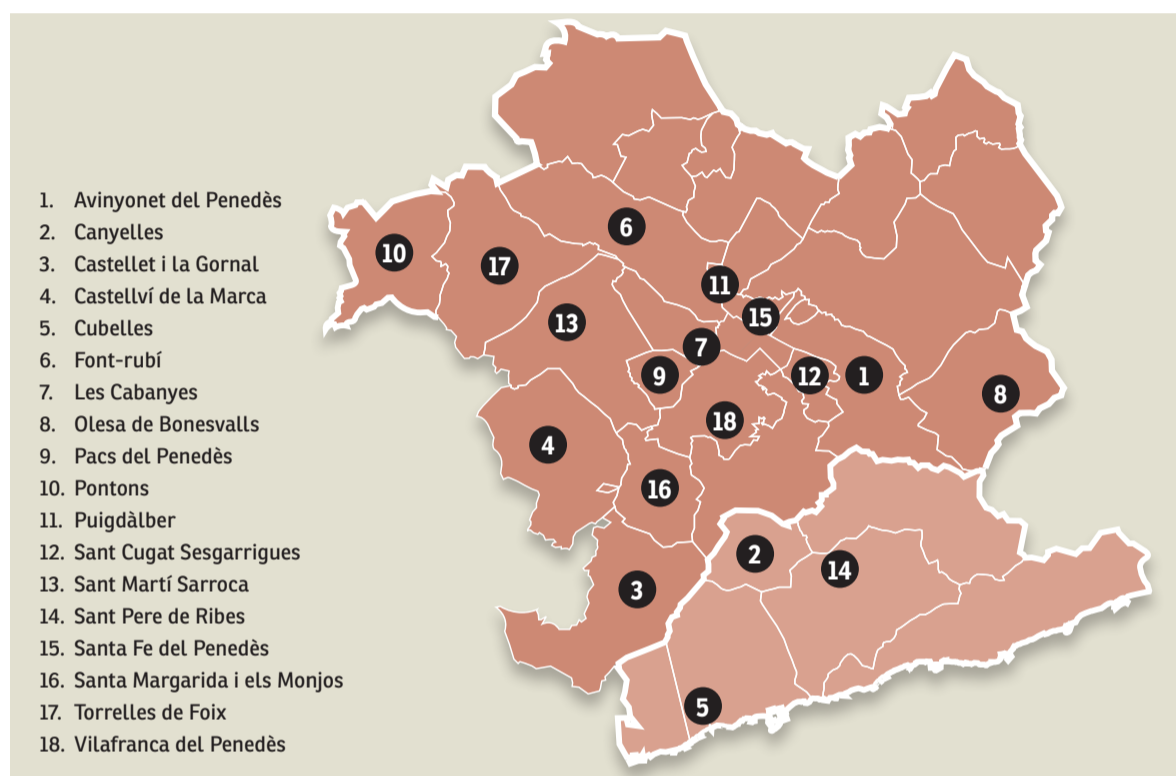 1. Avinyonet del Penedès
2. Canyelles
3. Castellet i la Gornal
4. Castellví de la Marca
5. Cubelles
6. Font-rubí
7. Les Cabanyes
8. Olesa de Bonesvalls
9. Pacs del Penedès
10. Pontons
11. Puigdàlber
12. Sant Cugat Sesgarrigues
13. Sant Martí Sarroca
14. Sant Pere de Ribes
15. Santa Fe del Penedès
16. Santa Margarida i els Monjos
17. Torrelles de Foix
18. Vilafranca del Penedès
6
10
17
11
13
15
7
9
12
1
8
18
4
16
2
14
3
5